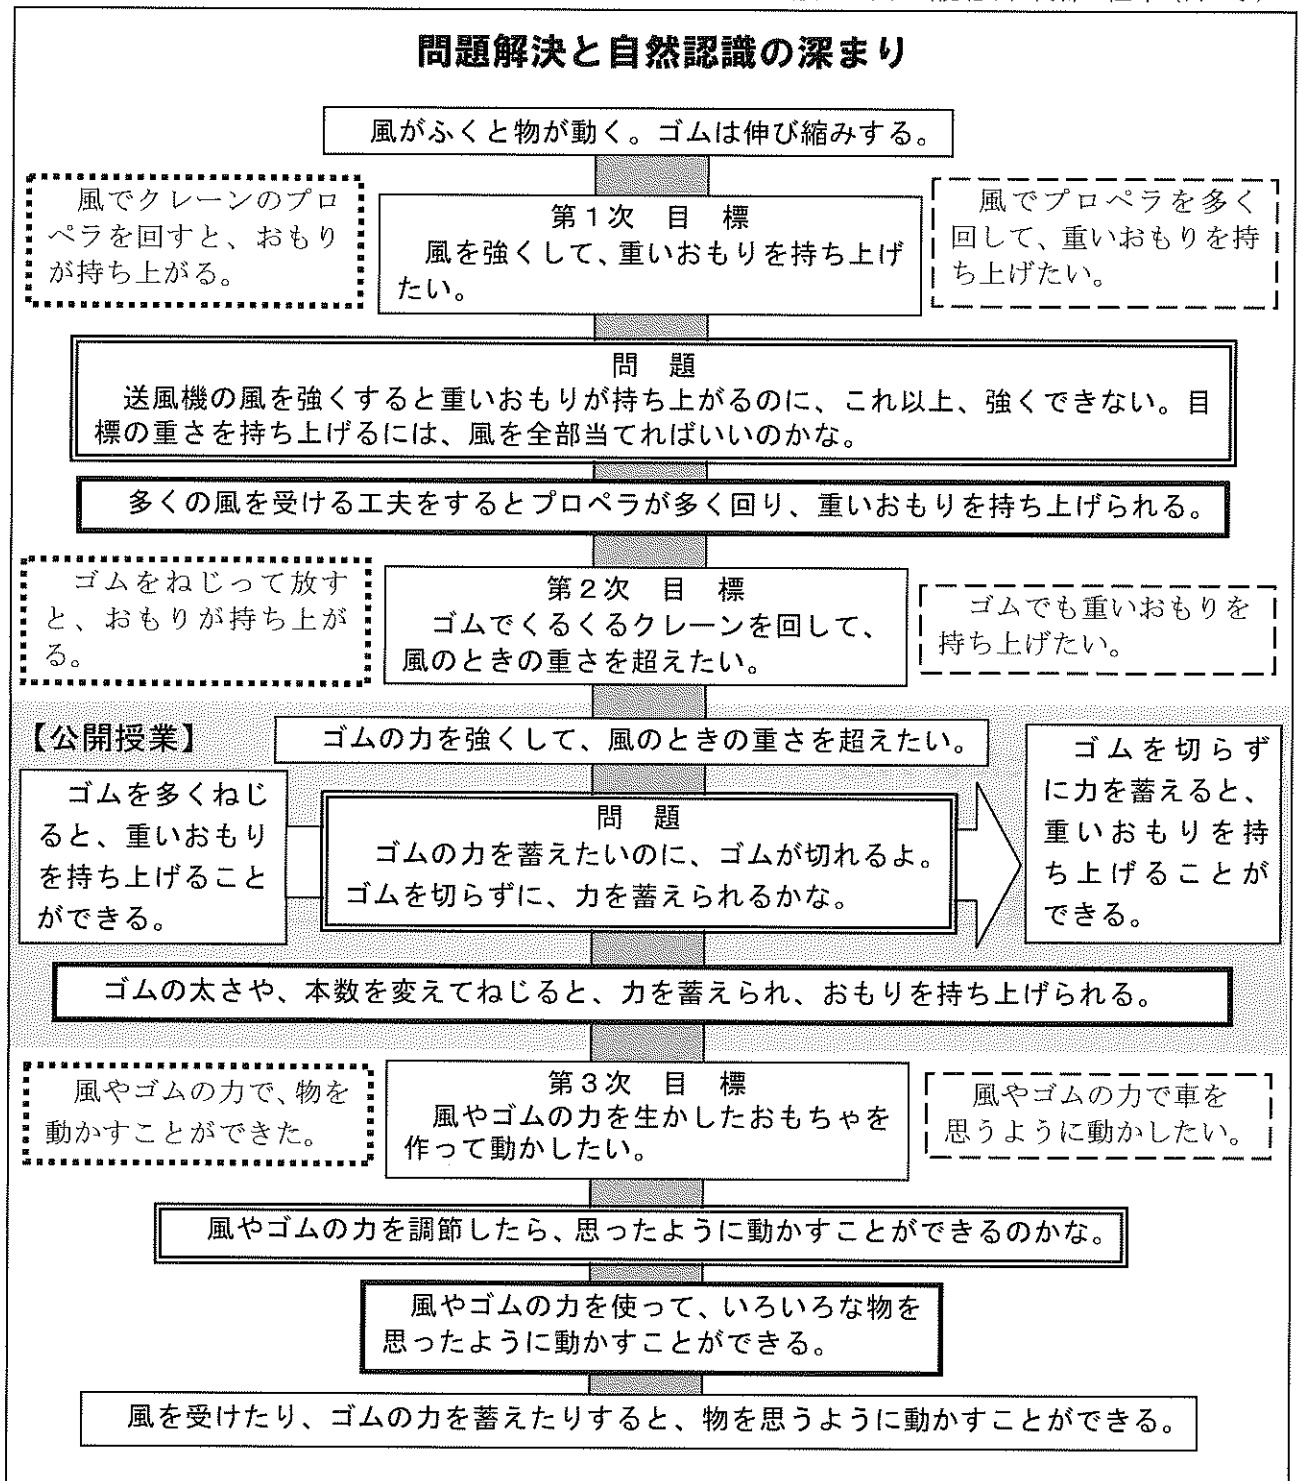 問題解決と自然認識の深まり
風がふくと物が動く。ゴムは伸び縮みする。
風でクレーンのプロ
ペラを回すと、おもり
が持ち上がる。
第1次 目 標
風を強くして、重いおもりを持ち上げ
たい。
風でプロペラを多く
回して、重いおもりを持
ち上げたい。
問 題
送風機の風を強くすると重いおもりが持ち上がるのに、これ以上、強くできない。目
標の重さを持ち上げるには、風を全部当てればいいのかな。
多くの風を受ける工夫をするとプロペラが多く回り、重いおもりを持ち上げられる。
ゴムをねじって放す
と、おもりが持ち上が
る。
第2次 目 標
ゴムでくるくるクレーンを回して、
風のときの重さを超えたい。
ゴムでも重いおもりを
持ち上げたい。
【公開授業】
ゴムの力を強くして、風のときの重さを超えたい。
ゴムを多くねじ
ると、重いおもり
を持ち上げること
ができる。
問 題
ゴムの力を蓄えたいのに、ゴムが切れるよ。
ゴムを切らずに、力を蓄えられるかな。
ゴムを切らず
に力を蓄えると、
重いおもりを持
ち上げることが
できる。
ゴムの太さや、本数を変えてねじると、力を蓄えられ、おもりを持ち上げられる。
風やゴムの力で、物を
動かすことができた。
第3次 目 標
風やゴムの力を生かしたおもちゃを
作って動かしたい。
風やゴムの力で車を
思うように動かしたい。
風やゴムの力を調節したら、思ったように動かすことができるのかな。
風やゴムの力を使って、いろいろな物を
思ったように動かすことができる。
風を受けたり、ゴムの力を蓄えたりすると、物を思うように動かすことができる。